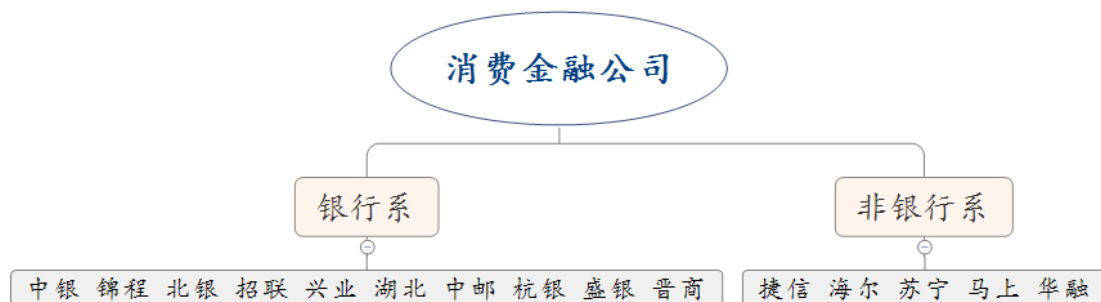 消费金融公司
银行系
非银行系
中银 锦程 北银 招联 兴业 湖北 中邮 杭银 盛银 晋商
捷信 海尔 苏宁 马上 华融